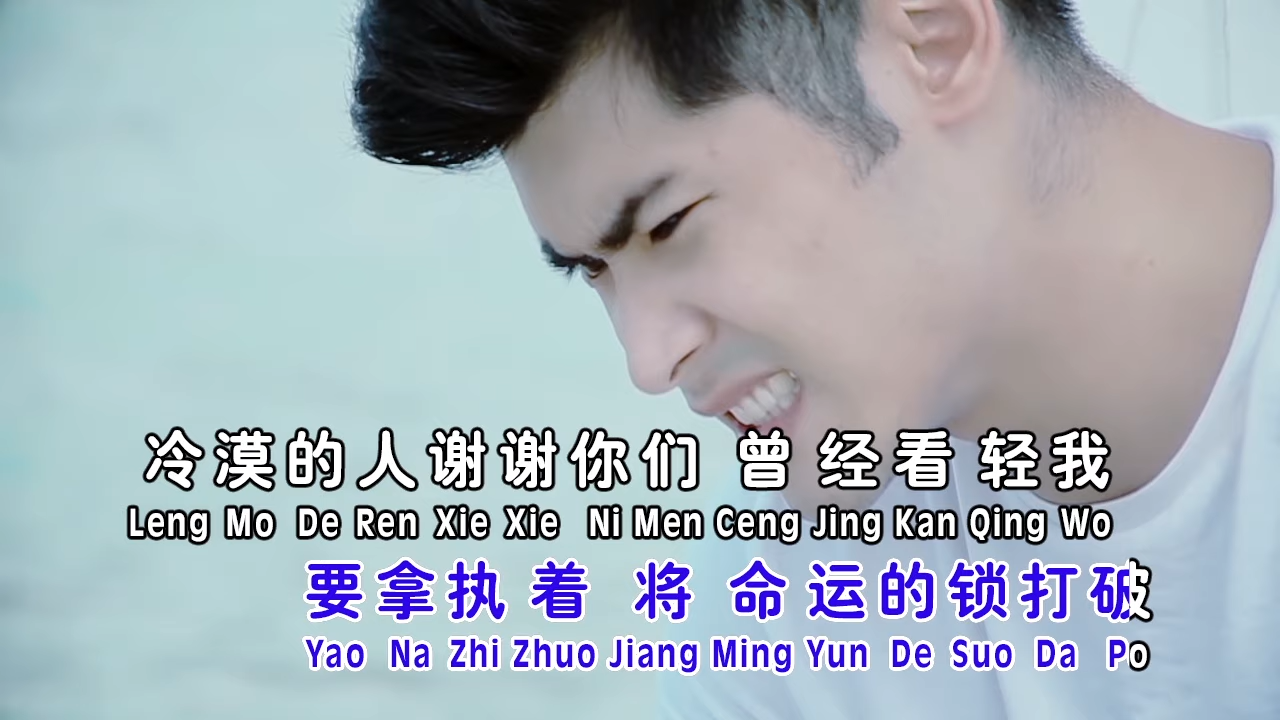 冷漠的人谢谢你们 曾经看轻我
Leng Mo De Ren Xie Xie Ni Men Ceng Jing Kan Qing Wo
要拿执着 将命运的锁打破
Yao Na Zhi Zhuo Jiang Ming Yun De Suo Da Po